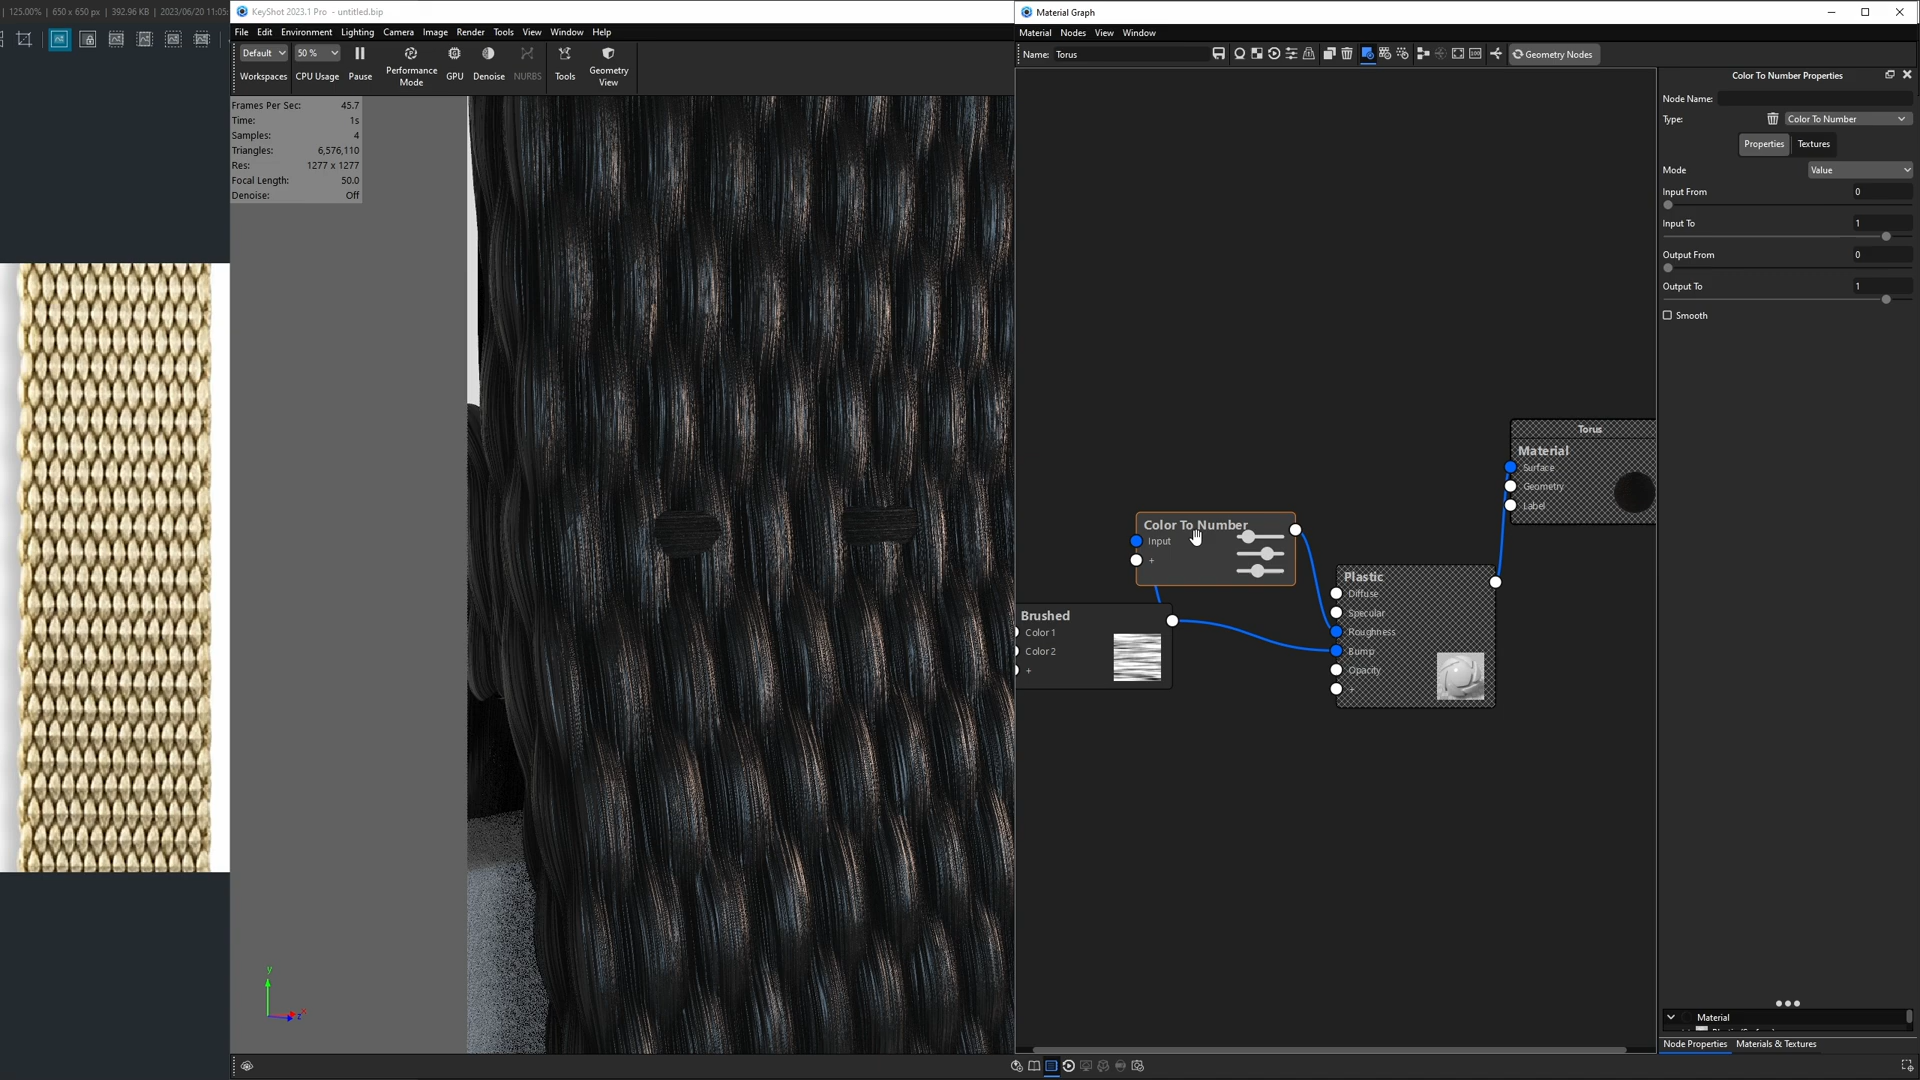 | 125.00% | 650 x 650 px | 392.96 KB | 2023/06/20 11:05:
KeyShot 2023.1 Pro - untitled.bip
File Edit Environment Lighting Camera Image Render Tools View Window Help
Default
50 %
Workspaces CPU Usage Pause Performance Mode GPU Denoise NURBS Tools Geometry View
Frames Per Sec: 45.7
Time: 1s
Samples: 4
Triangles: 6,576,110
Res: 1277 x 1277
Focal Length: 50.0
Denoise: Off
y
z
Material Graph
Material Nodes View Window
Name: Torus
Geometry Nodes
Torus
Material
Surface
Geometry
Label
Color To Number
Input
+
Plastic
Diffuse
Specular
Roughness
Bump
Opacity
+
Brushed
Color 1
Color 2
+
Color To Number Properties
Node Name:
Type: Color To Number
Properties Textures
Mode Value
Input From 0
Input To 1
Output From 0
Output To 1
Smooth
Material
Node Properties Materials & Textures